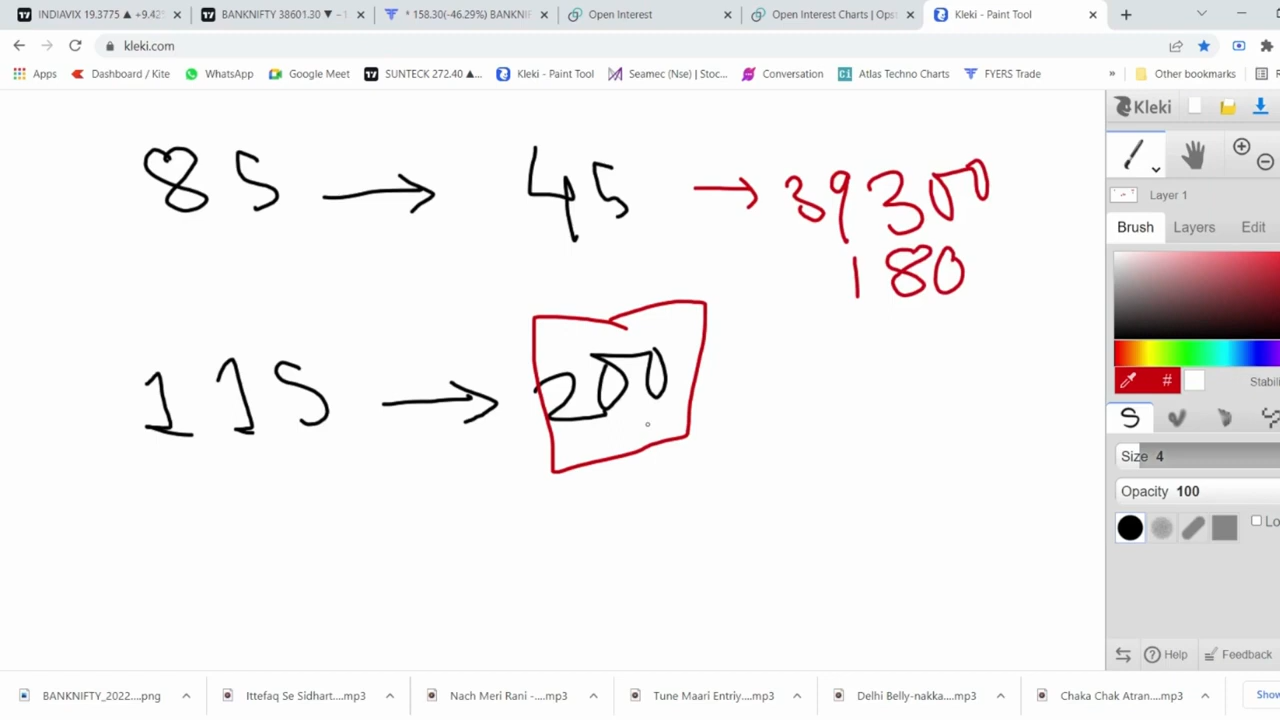 INDIAVIX 19.3775 ▲ +9.42
BANKNIFTY 38601.30 ▼ −1
* 158.30(-46.29%) BANKNI
Open Interest
Open Interest Charts | Ops
Kleki - Paint Tool
kleki.com
Apps Dashboard / Kite WhatsApp Google Meet SUNTECK 272.40 ▲... Kleki - Paint Tool Seamec (Nse) | Stoc... Conversation Atlas Techno Charts FYERS Trade » Other bookmarks
Kleki
Layer 1
Brush Layers Edit
85 → 45 → 39300
180
115 → 200
#
Stabili
Size 4
Opacity 100
Lo
Help Feedback
BANKNIFTY_2022....png Ittefaq Se Sidhart....mp3 Nach Meri Rani -....mp3 Tune Maari Entriy....mp3 Delhi Belly-nakka....mp3 Chaka Chak Atran....mp3 Show